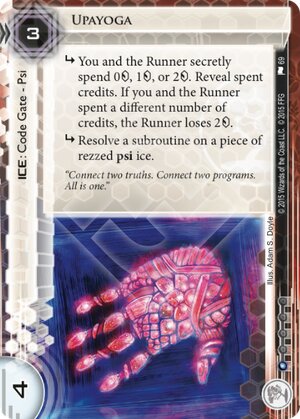 3
UPAYOGA
ICE: Code Gate - Psi
↳ You and the Runner secretly
spend 0, 1, or 2. Reveal spent
credits. If you and the Runner
spent a different number of
credits, the Runner loses 2.
↳ Resolve a subroutine on a piece of
rezzed psi ice.
"Connect two truths. Connect two programs.
All is one."
69
© 2015 Wizards of the Coast LLC. © 2015 FFG
Illus. Adam S. Doyle
4